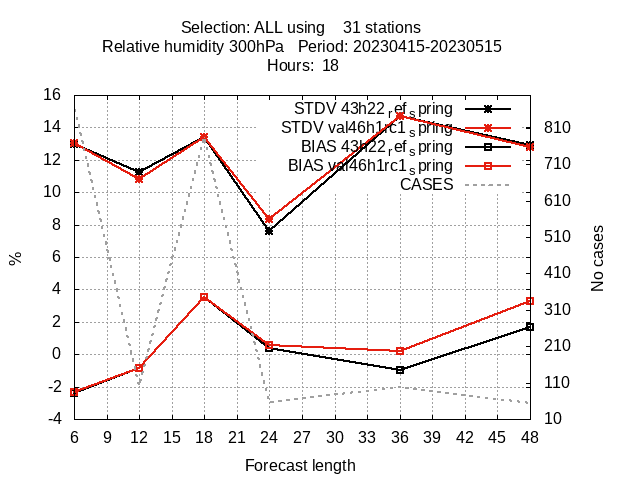 Selection: ALL using    31 stations
Relative humidity 300hPa   Period: 20230415-20230515
Hours:  18
STDV 43h22_ref_spring
STDV val46h1rc1_spring
BIAS 43h22_ref_spring
BIAS val46h1rc1_spring
CASES
16
14
12
10
8
6
4
2
0
-2
-4
%
810
710
610
510
410
310
210
110
10
No cases
6 9 12 15 18 21 24 27 30 33 36 39 42 45 48
Forecast length